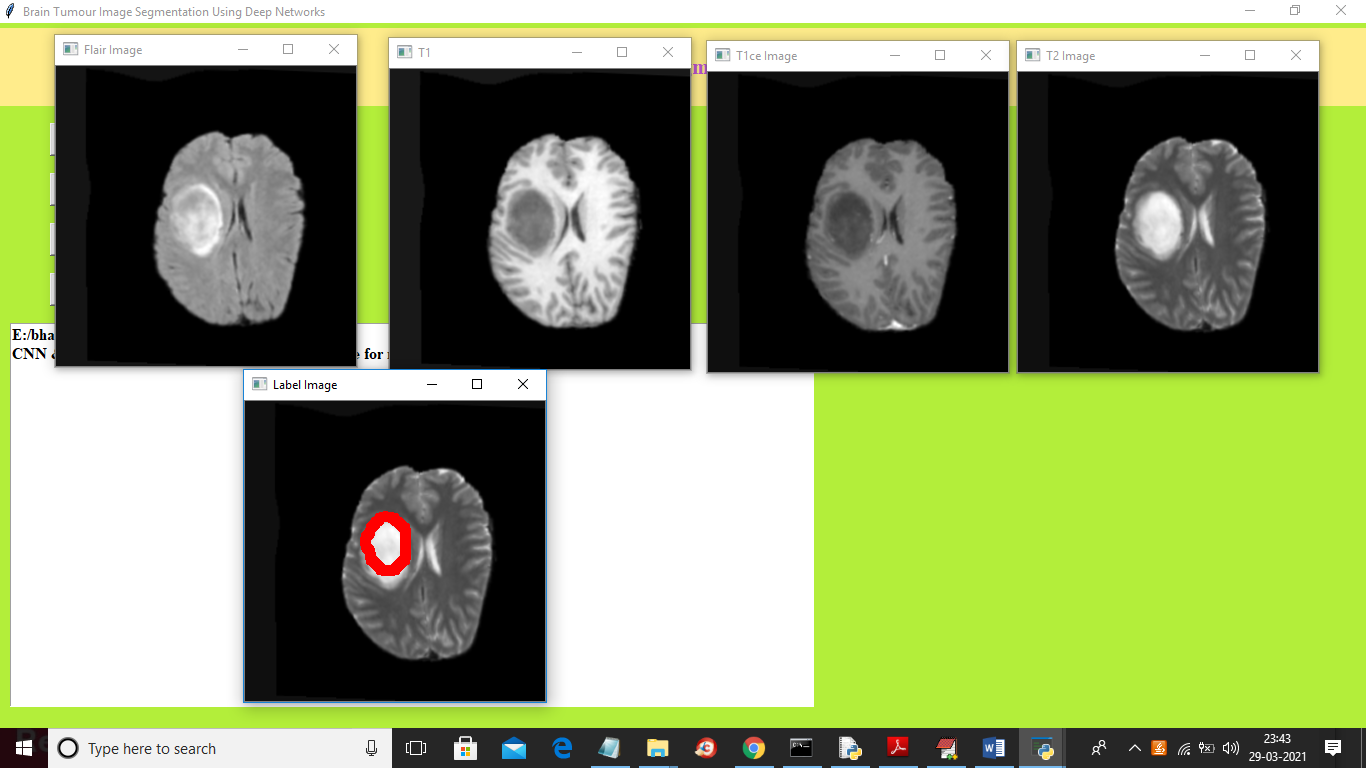 Brain Tumour Image Segmentation Using Deep Networks
Flair Image
T1
T1ce Image
T2 Image
E:/bha
CNN
e for
Label Image
Type here to search
23:43
29-03-2021